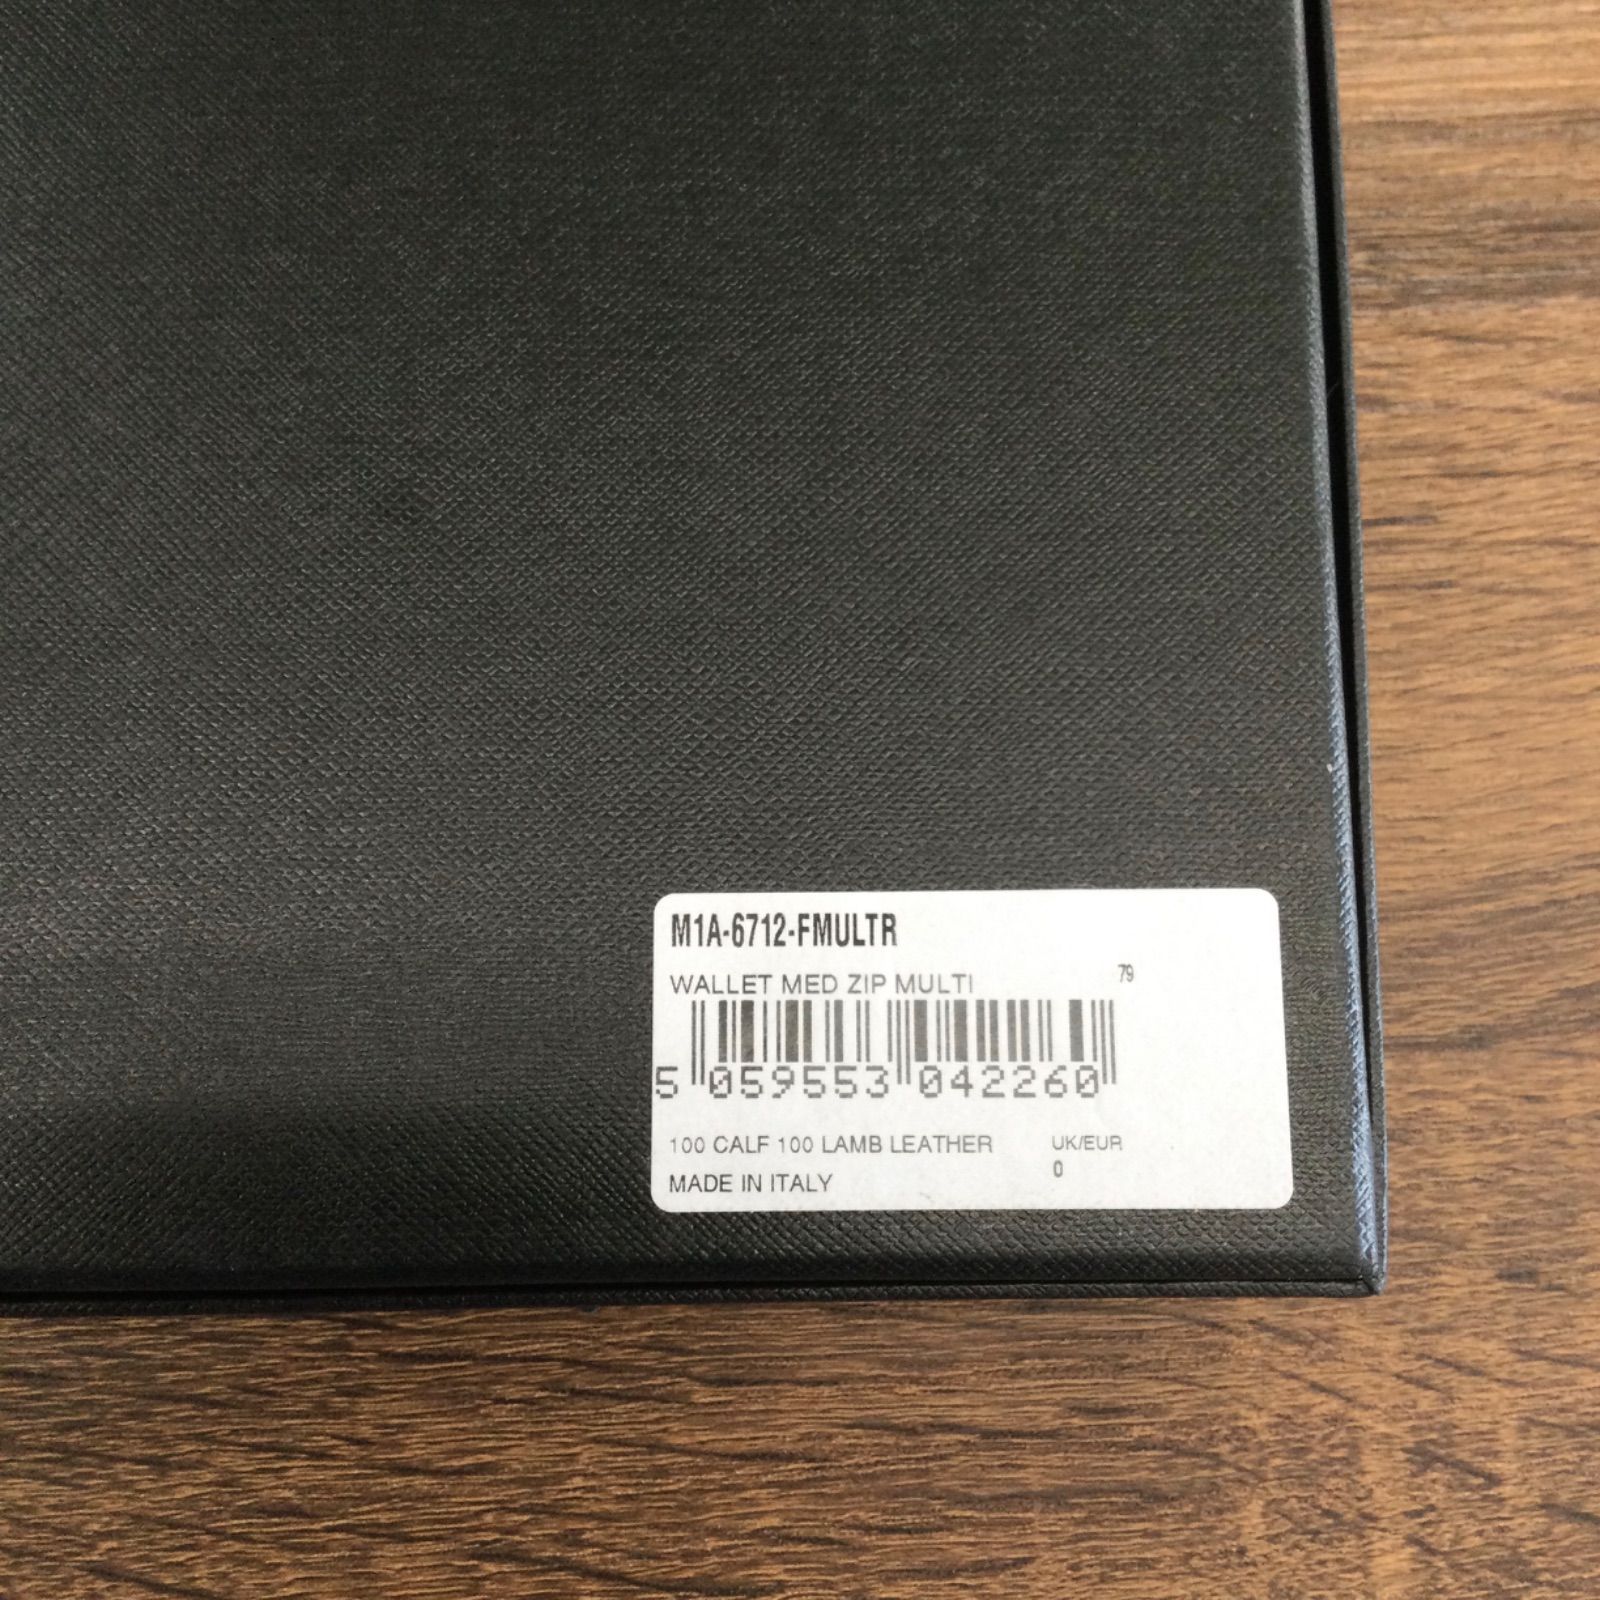 M1A-6712-FMULTR
WALLET MED ZIP MULTI 79
5 059553 042260
100 CALF 100 LAMB LEATHER UK/EUR
0
MADE IN ITALY